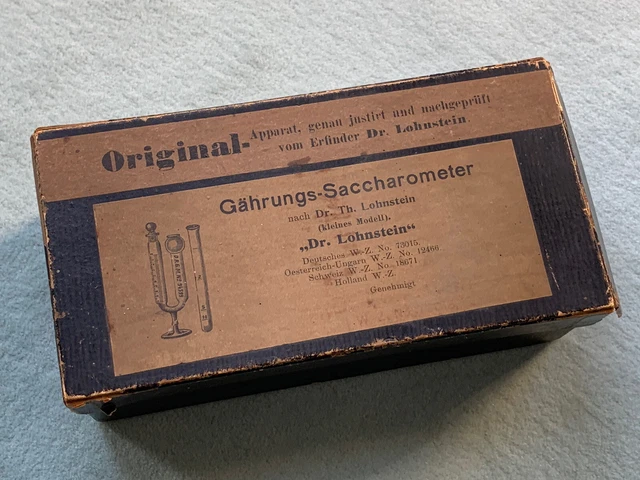 Original-
Apparat, genau justirt und nachgeprüft
vom Erfinder Dr. Lohnstein.
Gährungs-Saccharometer
nach Dr. Th. Lohnstein
(kleines Modell).
„Dr. Lohnstein“
Deutsches W.-Z. No. 73015.
Oesterreich-Ungarn W.-Z. No. 12466
Schweiz W.-Z. No. 18671.
Holland W.-Z.
Genehmigt